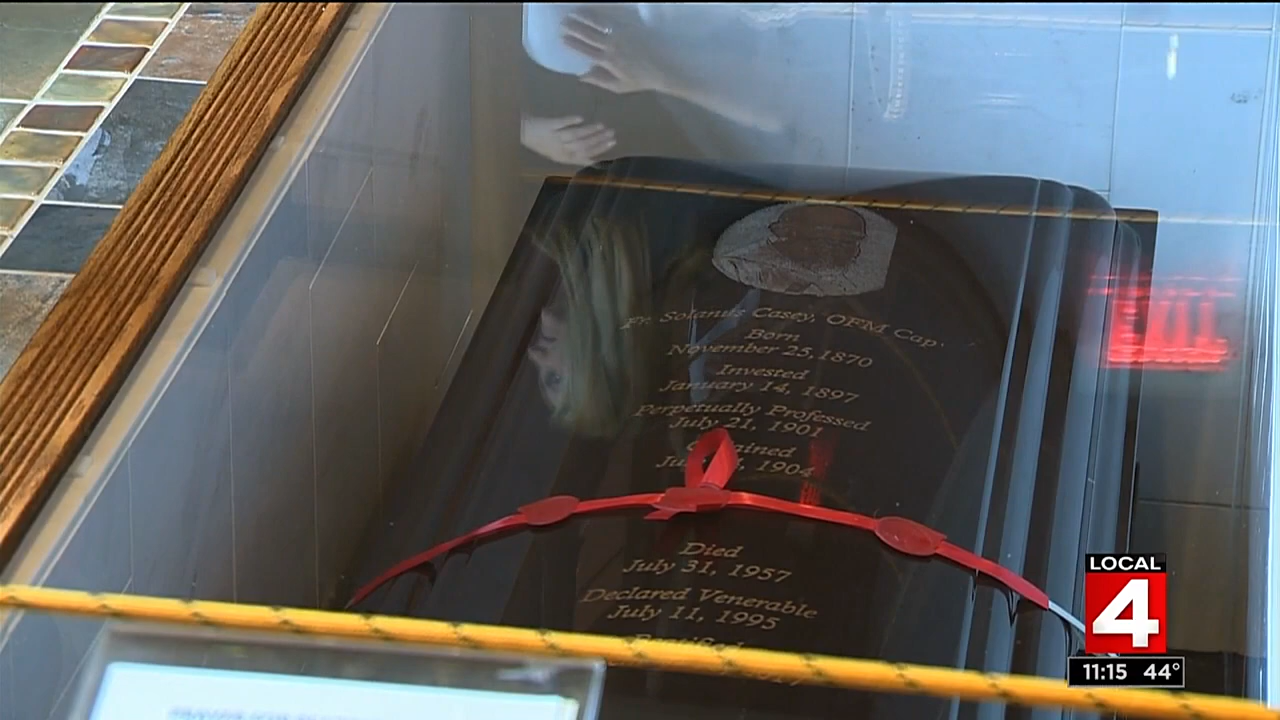 Fr. Solanus Casey, OFM Cap.
Born
November 25, 1870
Invested
January 14, 1897
Perpetually Professed
July 21, 1901
1904
Died
July 31, 1957
Declared Venerable
July 11, 1995
EXIT
LOCAL
4
11:15 44°